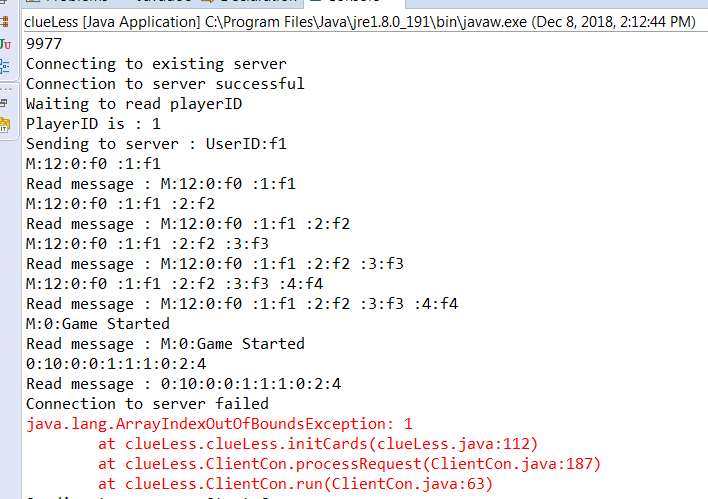 clueLess [Java Application] C:\Program Files\Java\jre1.8.0_191\bin\javaw.exe (Dec 8, 2018, 2:12:44 PM)
9977
Connecting to existing server
Connection to server successful
Waiting to read playerID
PlayerID is : 1
Sending to server : UserID:f1
M:12:0:f0 :1:f1
Read message : M:12:0:f0 :1:f1
M:12:0:f0 :1:f1 :2:f2
Read message : M:12:0:f0 :1:f1 :2:f2
M:12:0:f0 :1:f1 :2:f2 :3:f3
Read message : M:12:0:f0 :1:f1 :2:f2 :3:f3
M:12:0:f0 :1:f1 :2:f2 :3:f3 :4:f4
Read message : M:12:0:f0 :1:f1 :2:f2 :3:f3 :4:f4
M:0:Game Started
Read message : M:0:Game Started
0:10:0:0:1:1:1:0:2:4
Read message : 0:10:0:0:1:1:1:0:2:4
Connection to server failed
java.lang.ArrayIndexOutOfBoundsException: 1
at clueLess.clueLess.initCards(clueLess.java:112)
at clueLess.ClientCon.processRequest(ClientCon.java:187)
at clueLess.ClientCon.run(ClientCon.java:63)